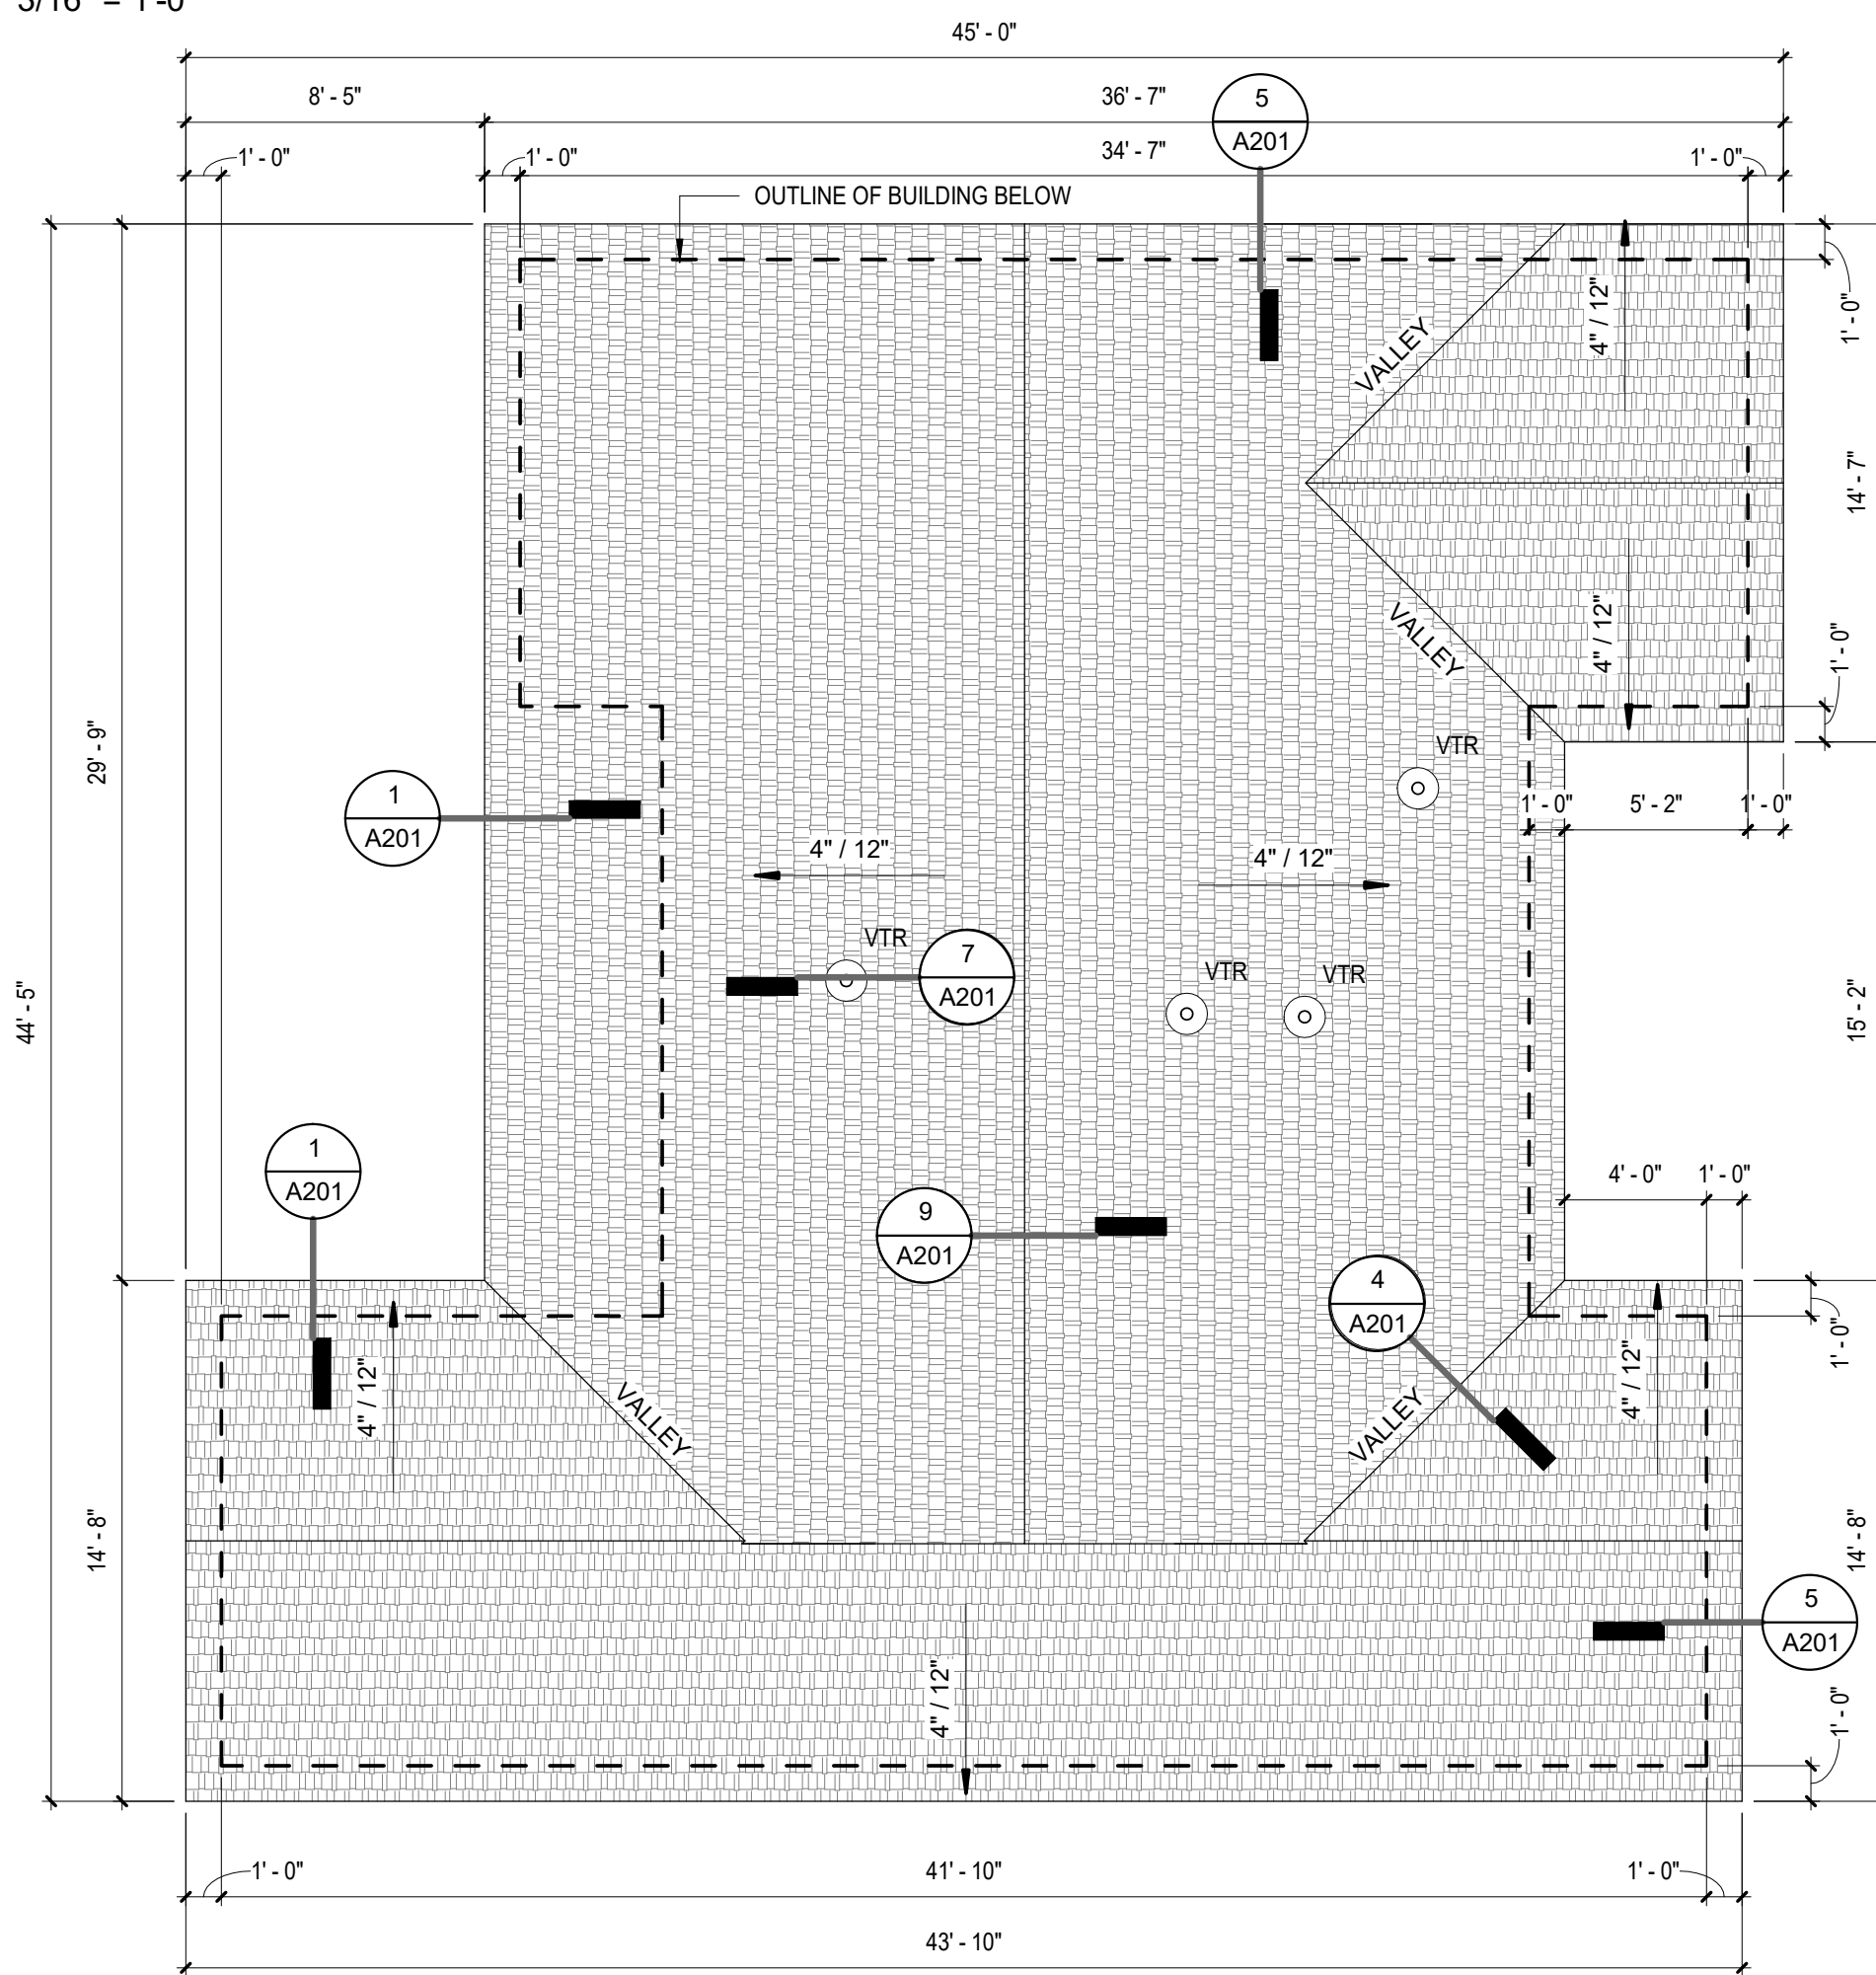 3/16" = 1'-0"
45' - 0"
8' - 5"
36' - 7"
5
A201
1' - 0"
1' - 0"
34' - 7"
1' - 0"
OUTLINE OF BUILDING BELOW
4" / 12"
1' - 0"
VALLEY
14' - 7"
29' - 9"
VALLEY
4" / 12"
1' - 0"
VTR
1
A201
1' - 0"
5' - 2"
1' - 0"
4" / 12"
4" / 12"
VTR
7
A201
VTR
VTR
44' - 5"
15' - 2"
1
A201
4' - 0"
1' - 0"
9
A201
4
A201
1' - 0"
4" / 12"
4" / 12"
VALLEY
VALLEY
14' - 8"
14' - 8"
5
A201
4" / 12"
1' - 0"
1' - 0"
41' - 10"
1' - 0"
43' - 10"